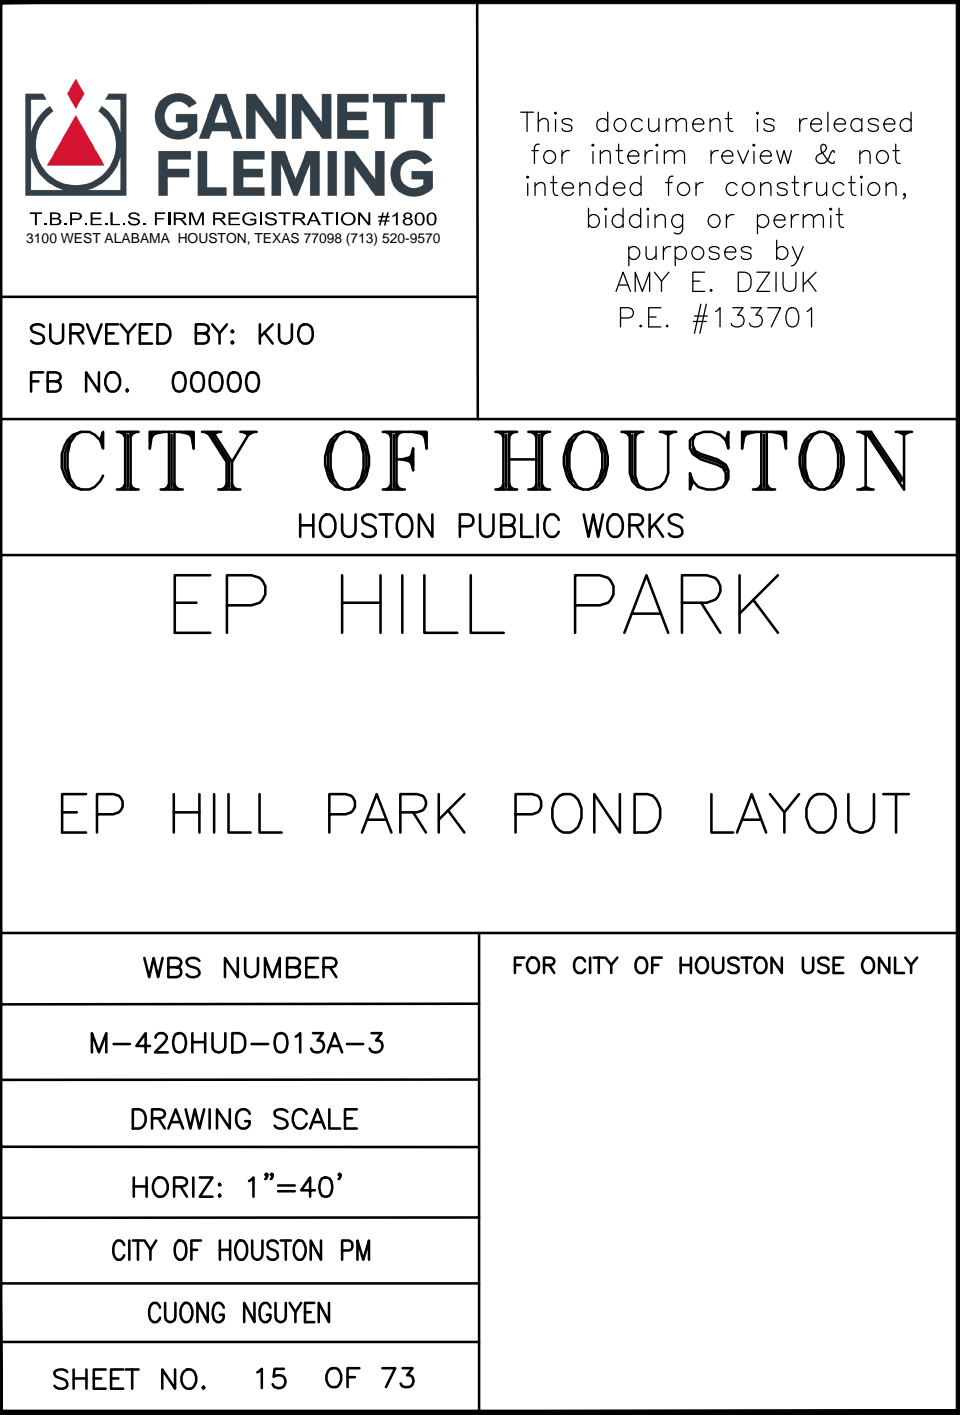 GANNETT
FLEMING
T.B.P.E.L.S. FIRM REGISTRATION #1800
3100 WEST ALABAMA HOUSTON, TEXAS 77098 (713) 520-9570
This document is released
for interim review & not
intended for construction,
bidding or permit
purposes by
AMY E. DZIUK
P.E. #133701
SURVEYED BY: KUO
FB NO. 00000
CITY OF HOUSTON
HOUSTON PUBLIC WORKS
EP HILL PARK
EP HILL PARK POND LAYOUT
WBS NUMBER
M-420HUD-013A-3
DRAWING SCALE
HORIZ: 1"=40'
CITY OF HOUSTON PM
CUONG NGUYEN
SHEET NO. 15 OF 73
FOR CITY OF HOUSTON USE ONLY